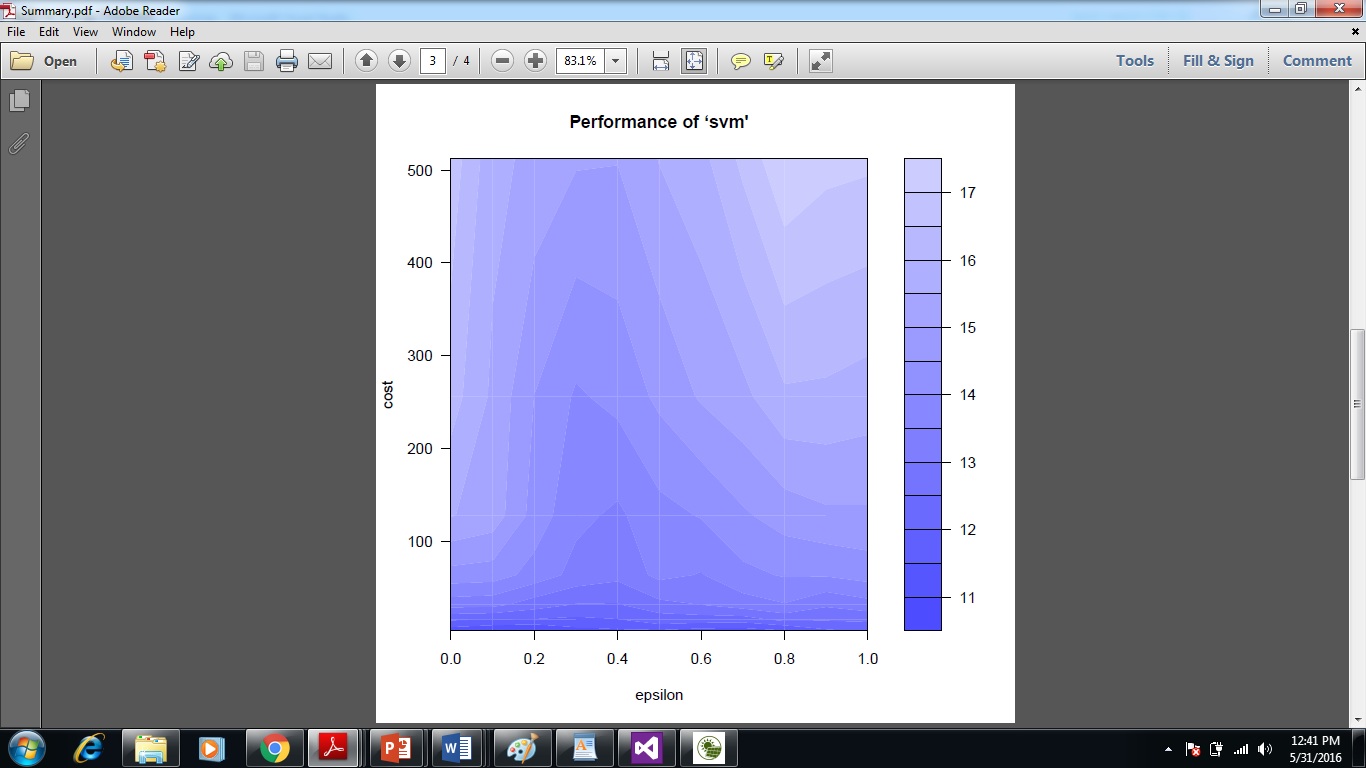 Summary.pdf - Adobe Reader
File Edit View Window Help
Open 3 / 4 83.1% Tools Fill & Sign Comment
Performance of ‘svm'
500
400
300
200
100
cost
0.0 0.2 0.4 0.6 0.8 1.0
epsilon
17
16
15
14
13
12
11
12:41 PM
5/31/2016